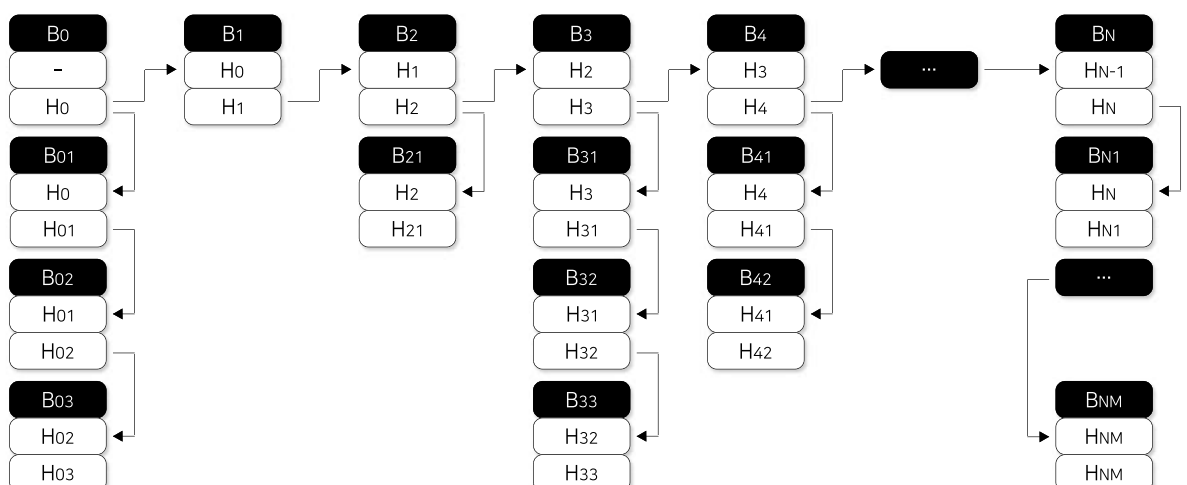 B0 B1 B2 B3 B4 ... BN
- H0 H1 H2 H3 HN-1
H0 H1 H2 H3 H4 HN
B01 B21 B31 B41 BN1
H0 H2 H3 H4 HN
H01 H21 H31 H41 HN1
B02 B32 B42 ...
H01 H31 H41
H02 H32 H42
B03 B33 BNM
H02 H32 HNM
H03 H33 HNM